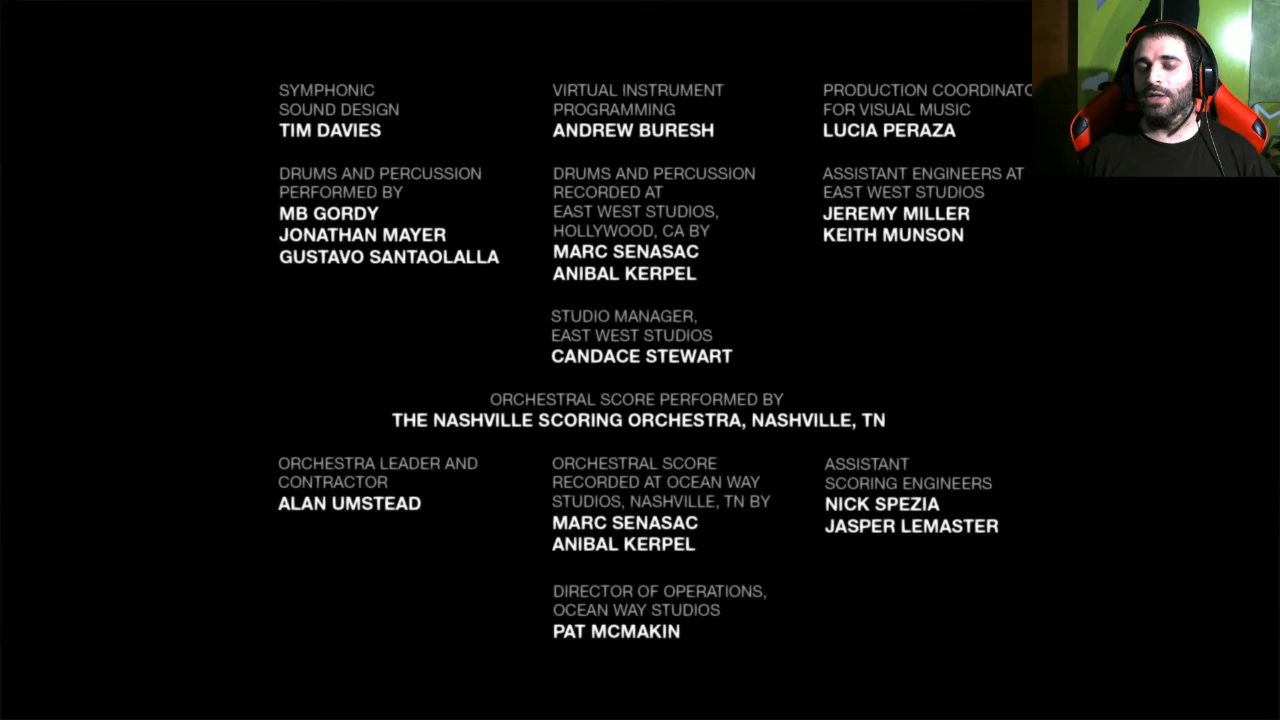 SYMPHONIC
SOUND DESIGN
TIM DAVIES
VIRTUAL INSTRUMENT
PROGRAMMING
ANDREW BURESH
PRODUCTION COORDINATO
FOR VISUAL MUSIC
LUCIA PERAZA
DRUMS AND PERCUSSION
PERFORMED BY
MB GORDY
JONATHAN MAYER
GUSTAVO SANTAOLALLA
DRUMS AND PERCUSSION
RECORDED AT
EAST WEST STUDIOS,
HOLLYWOOD, CA BY
MARC SENASAC
ANIBAL KERPEL
ASSISTANT ENGINEERS AT
EAST WEST STUDIOS
JEREMY MILLER
KEITH MUNSON
STUDIO MANAGER,
EAST WEST STUDIOS
CANDACE STEWART
ORCHESTRAL SCORE PERFORMED BY
THE NASHVILLE SCORING ORCHESTRA, NASHVILLE, TN
ORCHESTRA LEADER AND
CONTRACTOR
ALAN UMSTEAD
ORCHESTRAL SCORE
RECORDED AT OCEAN WAY
STUDIOS, NASHVILLE, TN BY
MARC SENASAC
ANIBAL KERPEL
ASSISTANT
SCORING ENGINEERS
NICK SPEZIA
JASPER LEMASTER
DIRECTOR OF OPERATIONS,
OCEAN WAY STUDIOS
PAT MCMAKIN